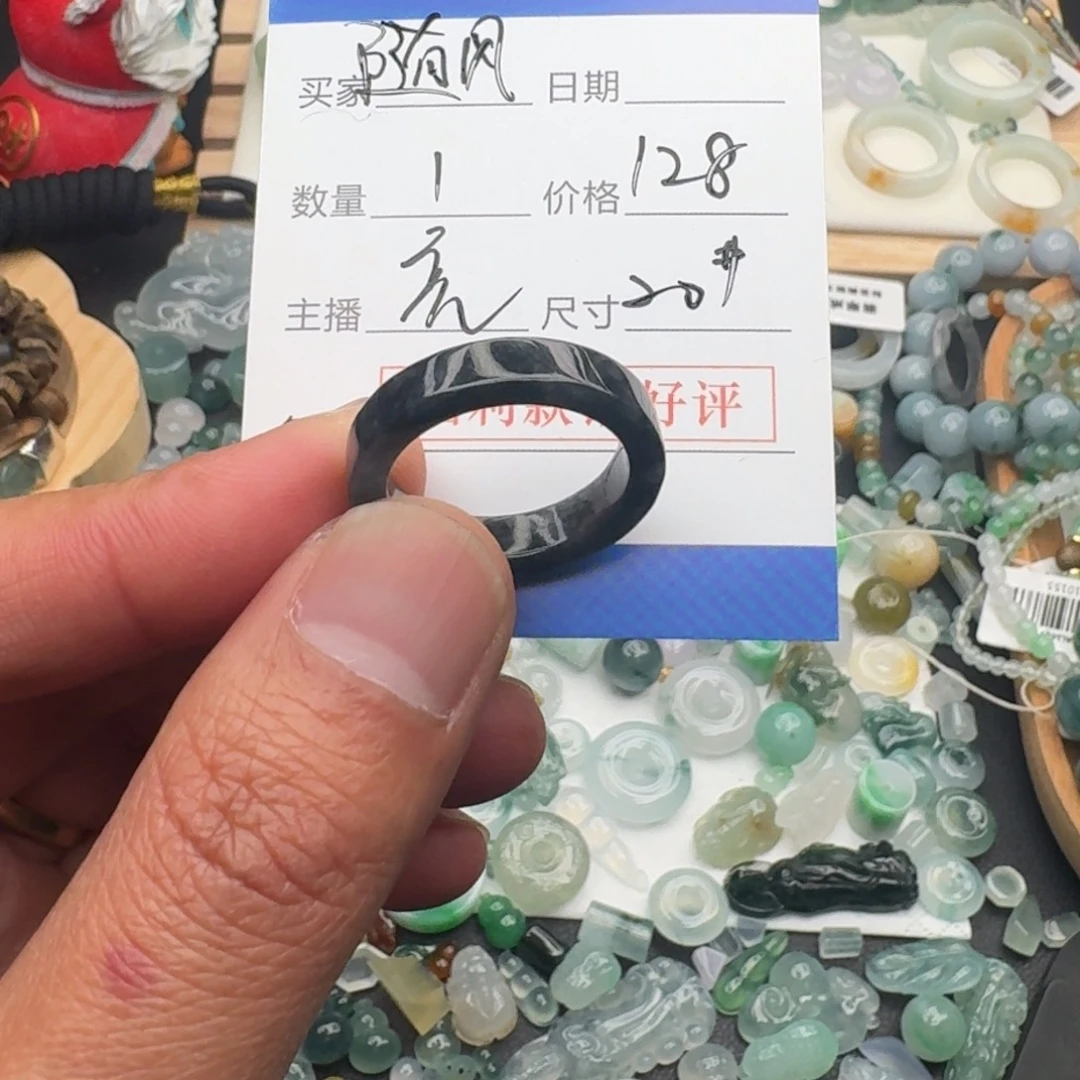 买家 随风 日期
数量 1 价格 128
主播 亮 尺寸 20#
好评